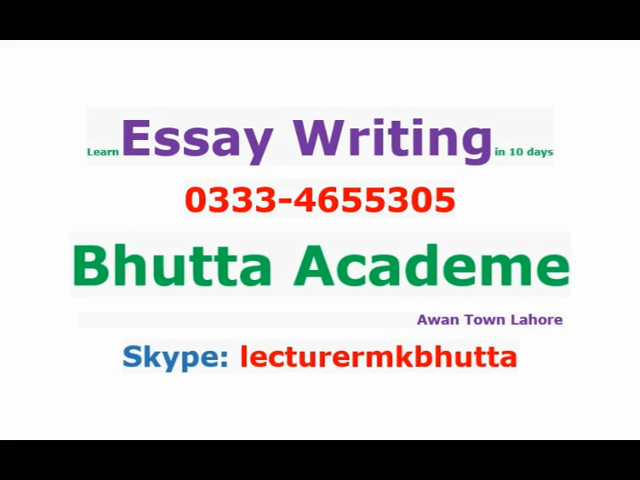 Learn Essay Writing in 10 days
0333-4655305
Bhutta Academe
Awan Town Lahore
Skype: lecturermkbhutta